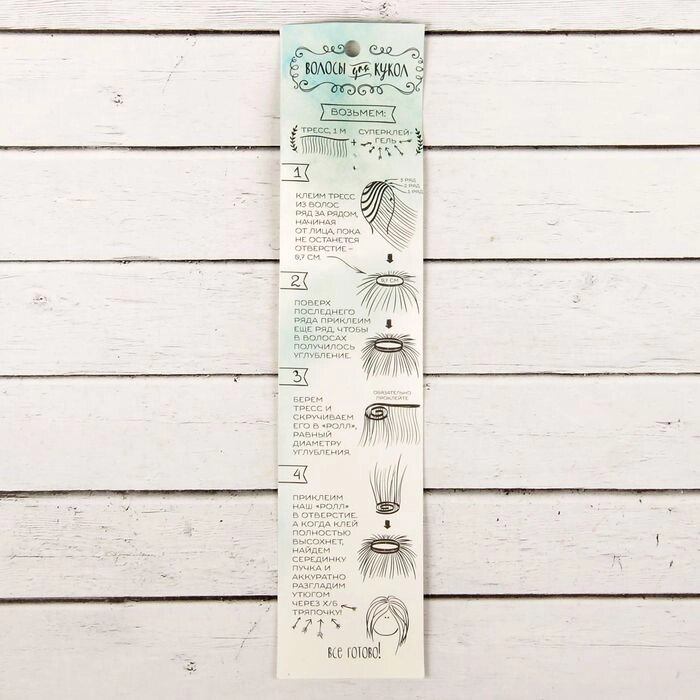 ВОЛОСЫ для КУКОЛ
ВОЗЬМЕМ:
ТРЕСС, 1 М + СУПЕРКЛЕЙ-
ГЕЛЬ
1
КЛЕИМ ТРЕСС
ИЗ ВОЛОС
РЯД ЗА РЯДОМ,
НАЧИНАЯ
ОТ ЛИЦА, ПОКА
НЕ ОСТАНЕТСЯ
ОТВЕРСТИЕ –
0,7 СМ.
3 РЯД
2 РЯД
1 РЯД
0,7 СМ
2
ПОВЕРХ
ПОСЛЕДНЕГО
РЯДА ПРИКЛЕИМ
ЕЩЕ РЯД, ЧТОБЫ
В ВОЛОСАХ
ПОЛУЧИЛОСЬ
УГЛУБЛЕНИЕ.
3
БЕРЕМ
ТРЕСС И
СКРУЧИВАЕМ
ЕГО В «РОЛЛ»,
РАВНЫЙ
ДИАМЕТРУ
УГЛУБЛЕНИЯ.
ОБЯЗАТЕЛЬНО
ПРОКЛЕЙТЕ
4
ПРИКЛЕИМ
НАШ «РОЛЛ»
В ОТВЕРСТИЕ.
А КОГДА КЛЕЙ
ПОЛНОСТЬЮ
ВЫСОХНЕТ,
НАЙДЕМ
СЕРЕДИНКУ
ПУЧКА И
АККУРАТНО
РАЗГЛАДИМ
УТЮГОМ
ЧЕРЕЗ Х/Б
ТРЯПОЧКУ!
ВСЕ ГОТОВО!